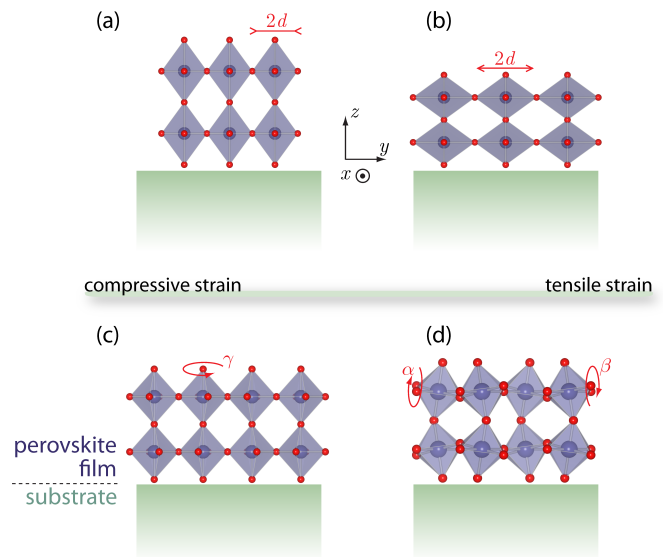 (a)
2d
(b)
2d
z
y
x
compressive strain
tensile strain
(c)
γ
(d)
α
β
perovskite
film
substrate